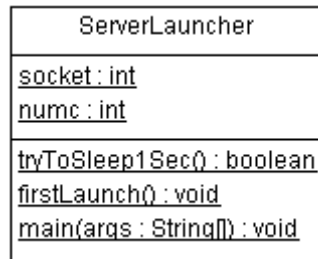 ServerLauncher
socket : int
numc : int
tryToSleep1Sec() : boolean
firstLaunch() : void
main(args : String[]) : void